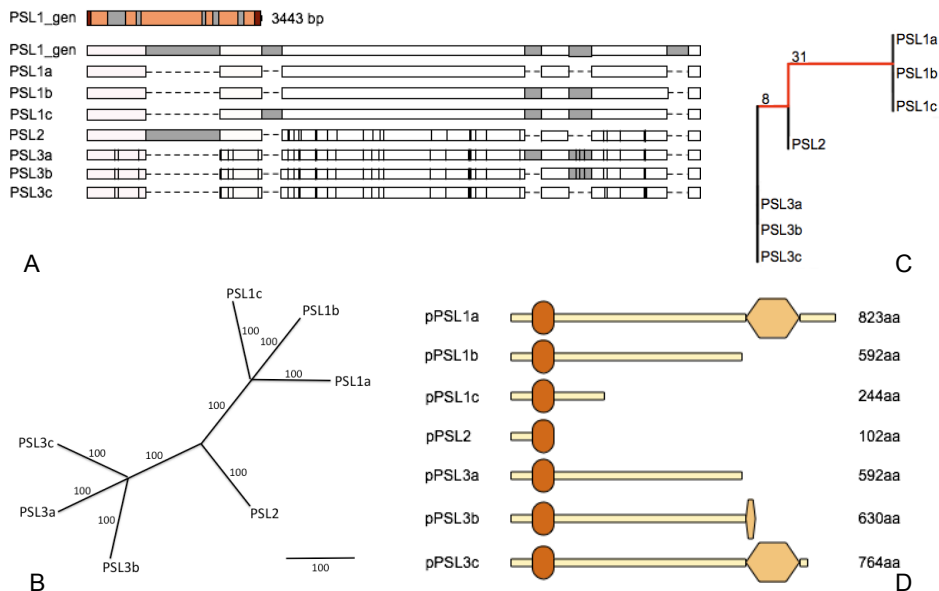 PSL1_gen 3443 bp
PSL1_gen
PSL1a
PSL1b
PSL1c
PSL2
PSL3a
PSL3b
PSL3c
A
31
PSL1a
PSL1b
PSL1c
8
PSL2
PSL3a
PSL3b
PSL3c
C
PSL1c
PSL1b
100
100
100
PSL1a
100
PSL3c
100
100
100
100
PSL3a
PSL2
100
PSL3b
100
B
pPSL1a 823aa
pPSL1b 592aa
pPSL1c 244aa
pPSL2 102aa
pPSL3a 592aa
pPSL3b 630aa
pPSL3c 764aa
D